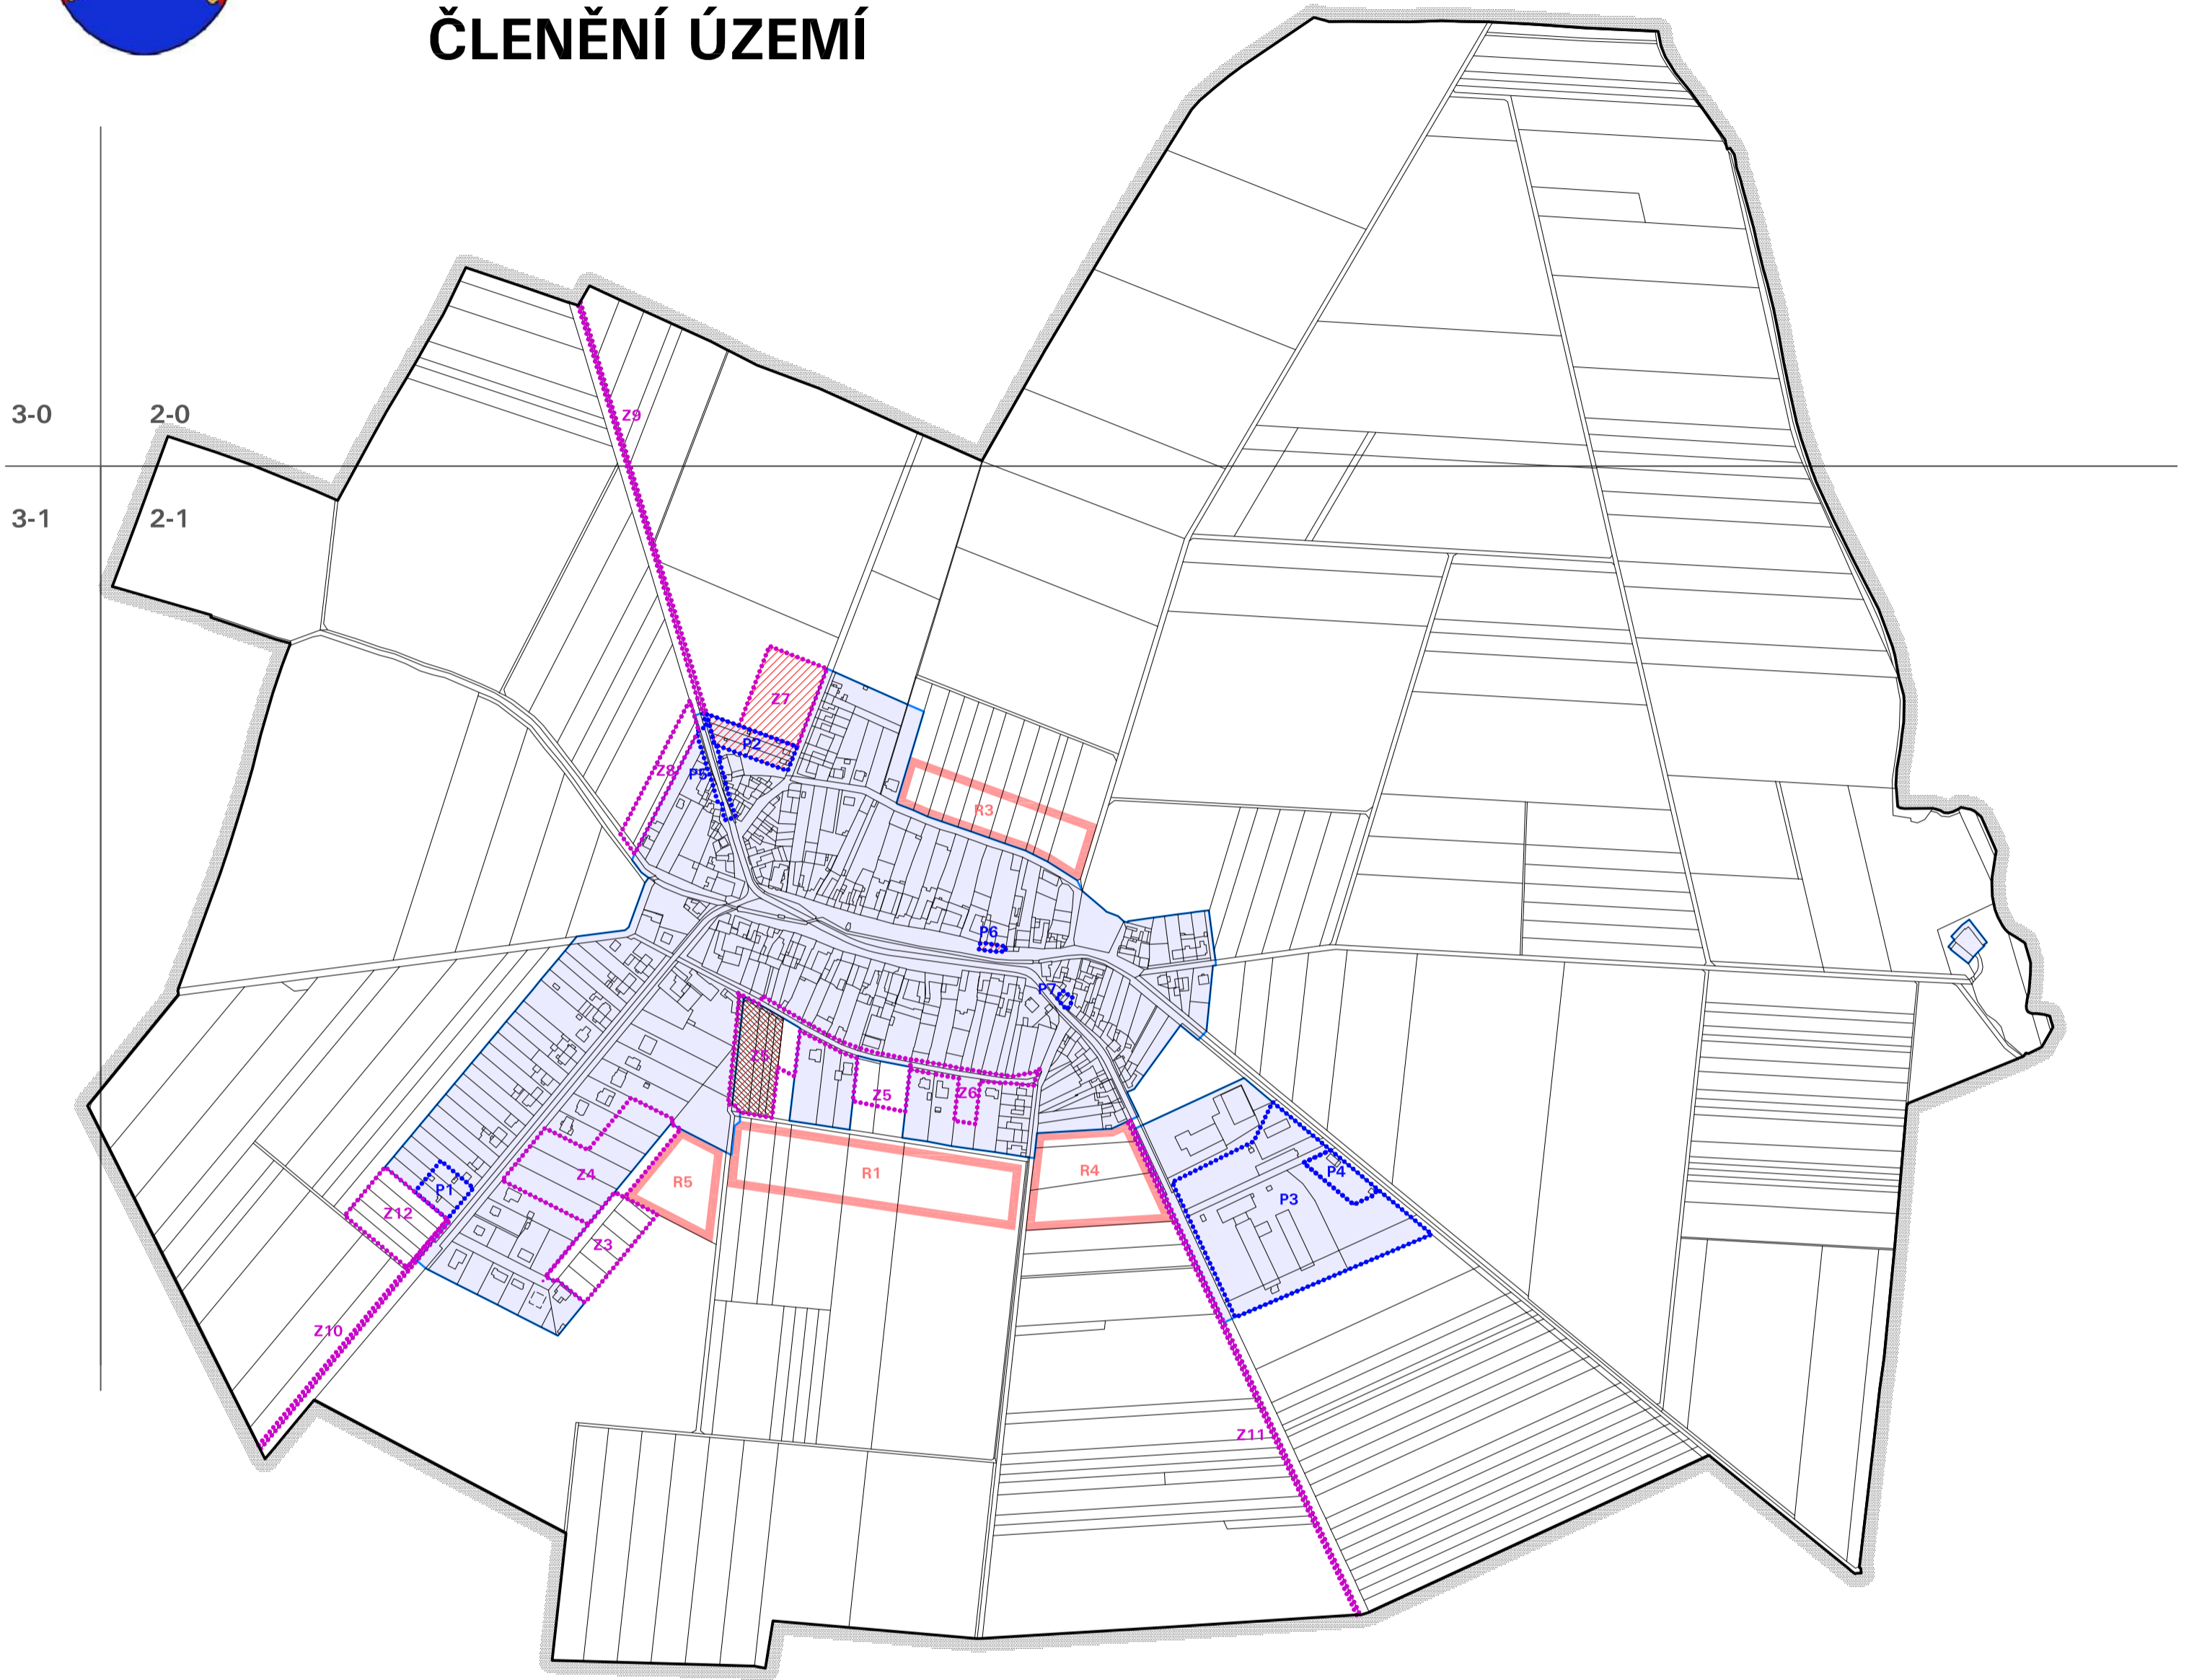 ČLENĚNÍ ÚZEMÍ
3-0 2-0
Z9
3-1 2-1
Z7
P2
Z8 P5
R3
P6
P7
Z5
Z5 Z6
Z4 R5 R1 R4 P4
P1 P3
Z12
Z3
Z10
Z11